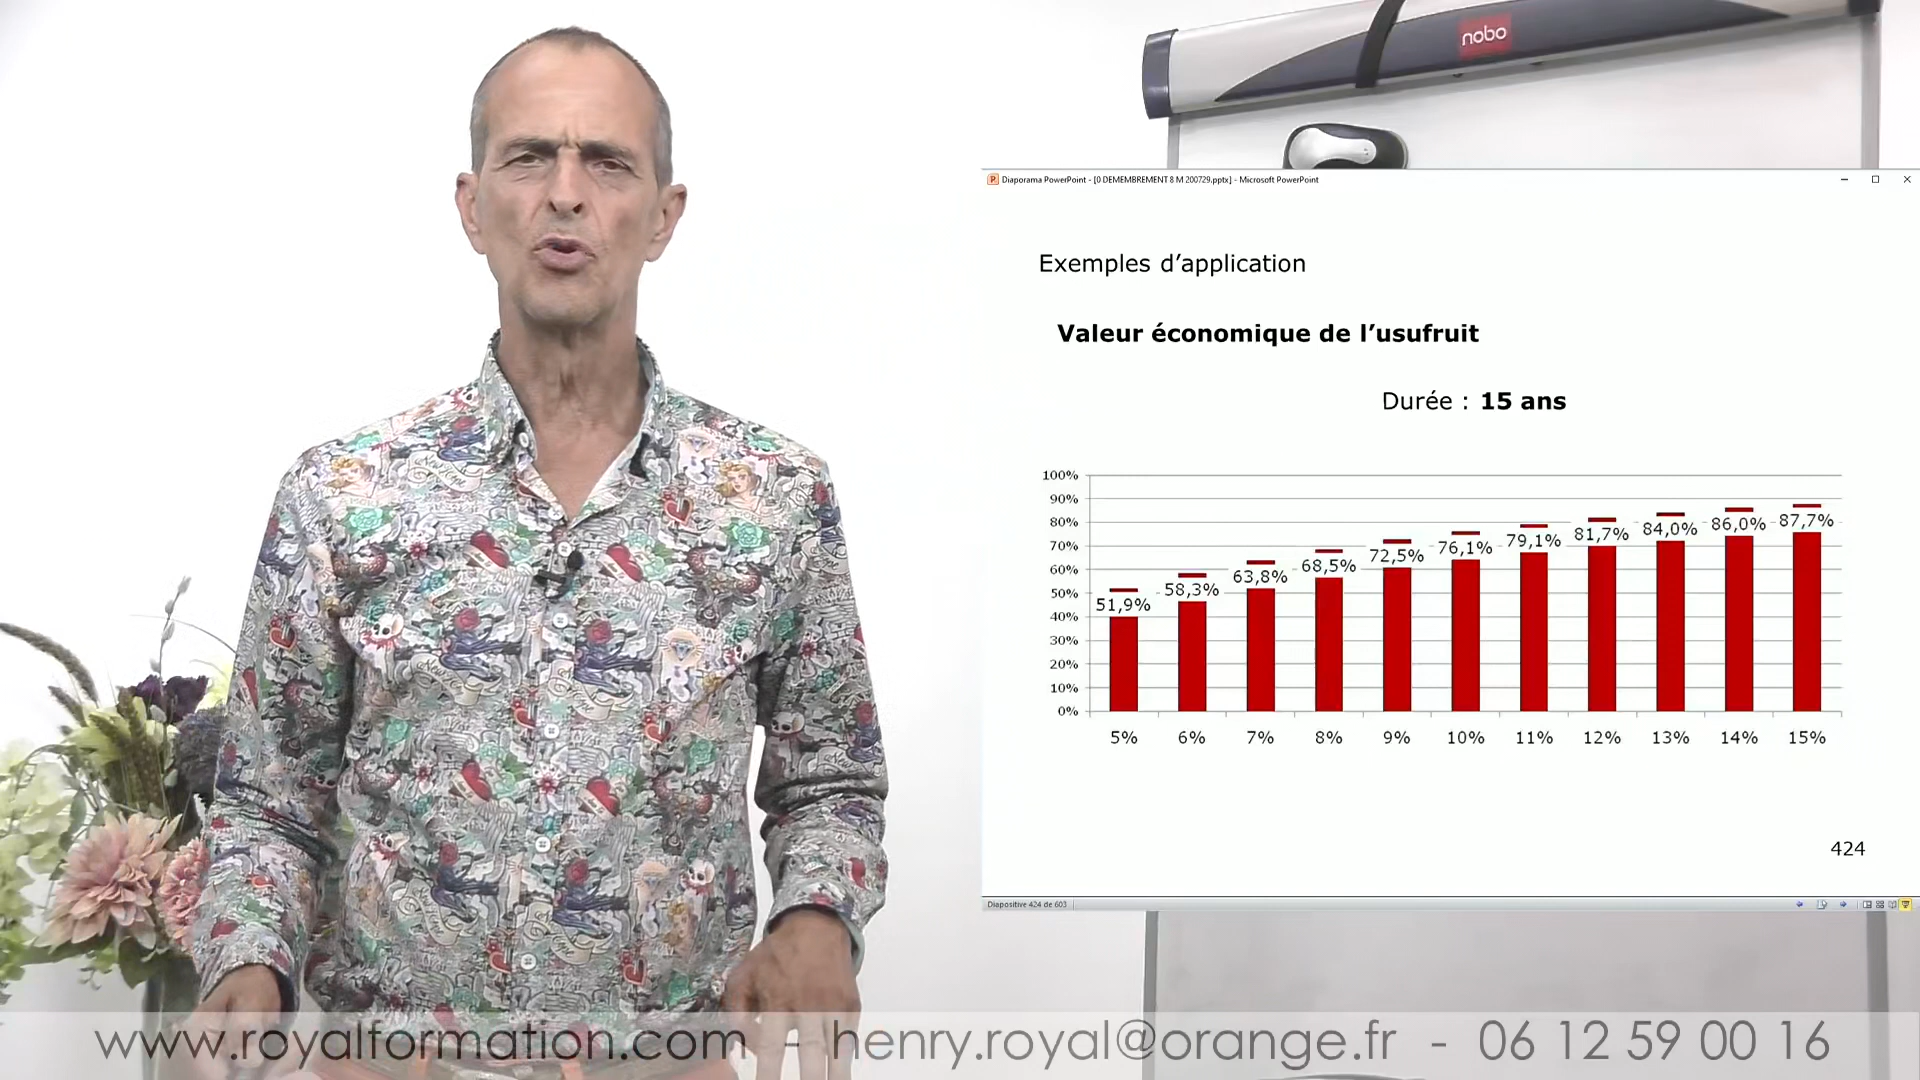 nobo
Diaporama PowerPoint - [0 DEMEMBREMENT 8 M 200729.pptx] - Microsoft PowerPoint
Exemples d’application
Valeur économique de l’usufruit
Durée : 15 ans
100%
90%
80%
70%
60%
50%
40%
30%
20%
10%
0%
51,9% 58,3% 63,8% 68,5% 72,5% 76,1% 79,1% 81,7% 84,0% 86,0% 87,7%
5% 6% 7% 8% 9% 10% 11% 12% 13% 14% 15%
424
Diapositive 424 de 603
www.royalformation.com - henry.royal@orange.fr - 06 12 59 00 16